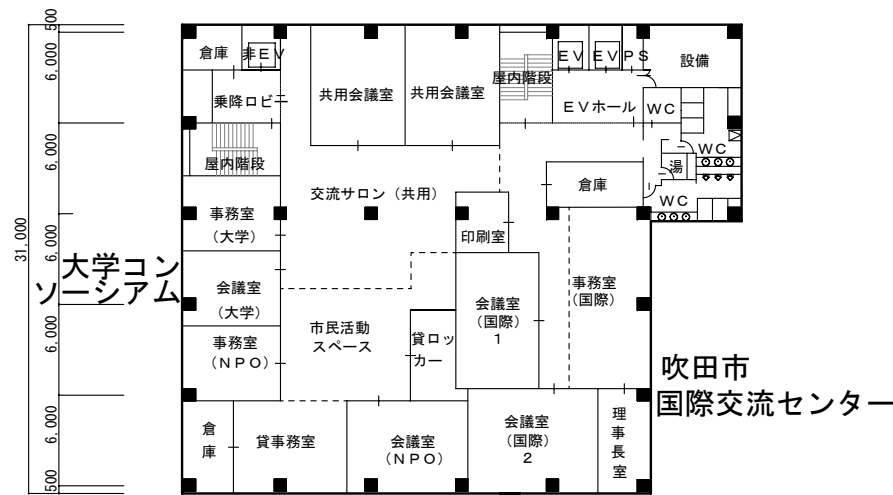 500
6,000
6,000
6,000
6,000
6,000
500
31,000
倉庫
非ＥＶ
乗降ロビー
屋内階段
共用会議室
共用会議室
屋内階段
ＥＶ
ＥＶ
ＰＳ
設備
ＥＶホール
ＷＣ
ＷＣ
湯
ＷＣ
倉庫
交流サロン（共用）
印刷室
事務室
（大学）
会議室
（大学）
事務室
（ＮＰＯ）
大学コン
ソーシアム
市民活動
スペース
貸ロッ
カー
会議室
（国際）
1
事務室
（国際）
倉
庫
貸事務室
会議室
（ＮＰＯ）
会議室
（国際）
2
理
事
長
室
吹田市
国際交流センター